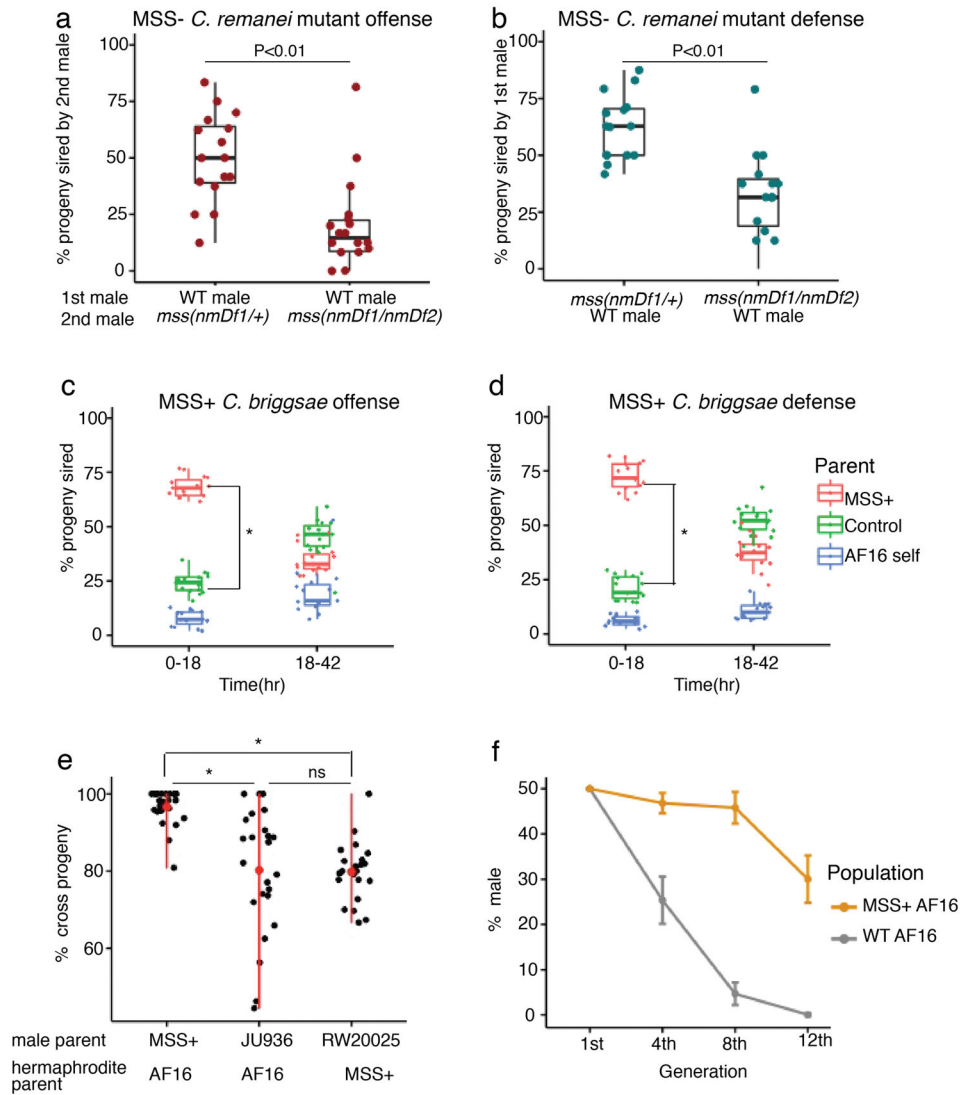 a
MSS- C. remanei mutant offense
% progeny sired by 2nd male
100
75
50
25
0
P<0.01
1st male
2nd male
WT male
mss(nmDf1/+)
WT male
mss(nmDf1/nmDf2)
b
MSS- C. remanei mutant defense
% progeny sired by 1st male
100
75
50
25
0
P<0.01
mss(nmDf1/+)
WT male
mss(nmDf1/nmDf2)
WT male
c
MSS+ C. briggsae offense
% progeny sired
100
75
50
25
0
*
0-18
18-42
Time(hr)
d
MSS+ C. briggsae defense
% progeny sired
100
75
50
25
0
*
0-18
18-42
Time(hr)
Parent
MSS+
Control
AF16 self
e
% cross progeny
100
80
60
*
*
ns
male parent
MSS+
JU936
RW20025
hermaphrodite
parent
AF16
AF16
MSS+
f
% male
50
40
30
20
10
0
1st
4th
8th
12th
Generation
Population
MSS+ AF16
WT AF16